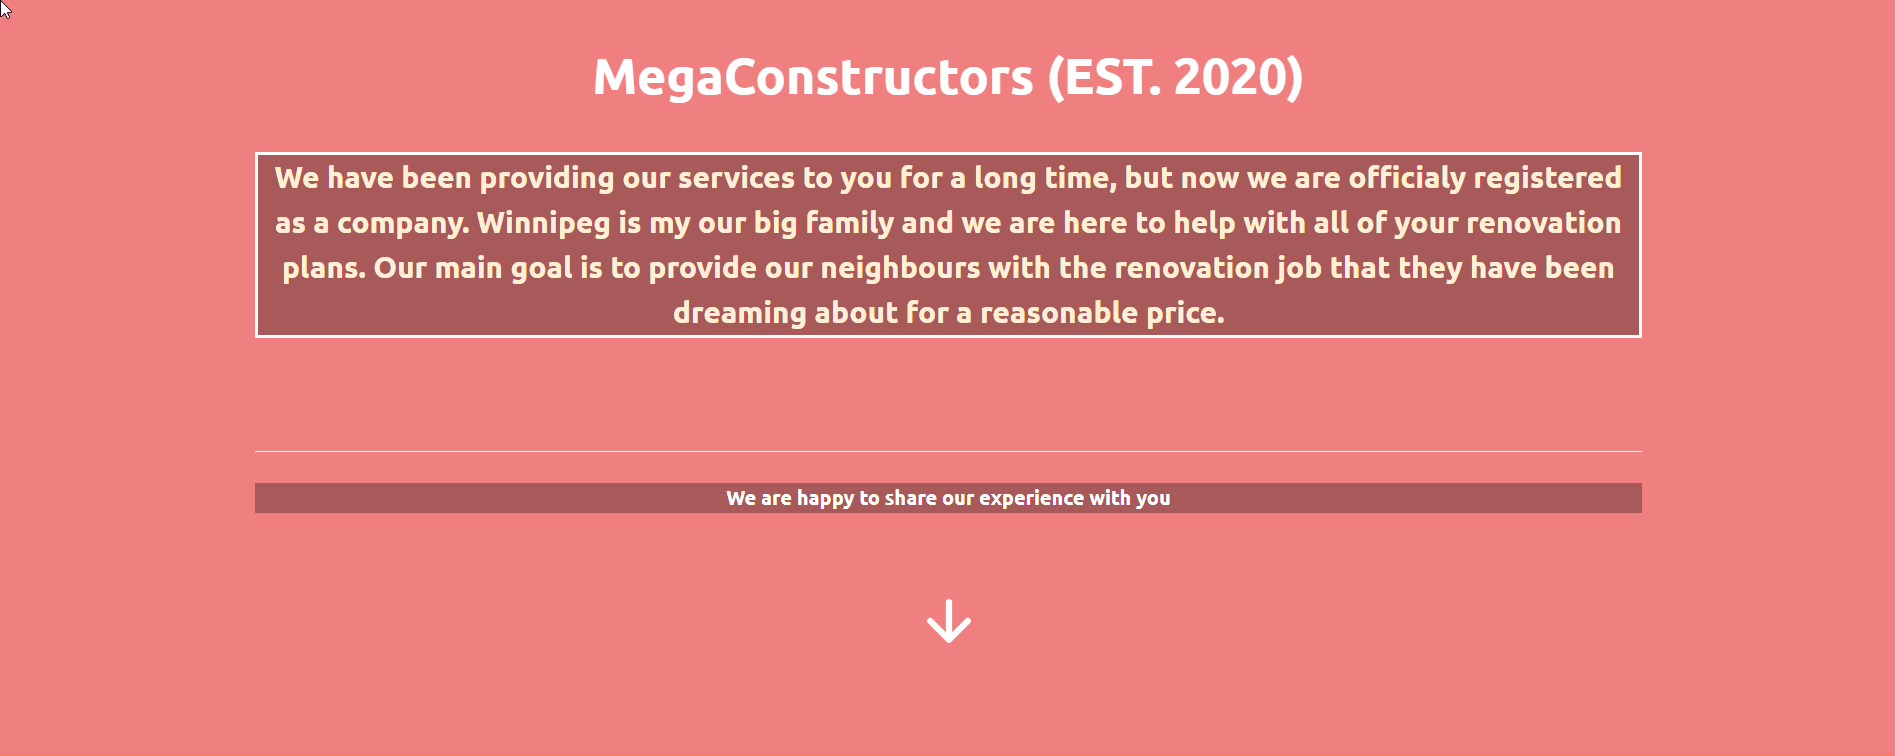 MegaConstructors (EST. 2020)
We have been providing our services to you for a long time, but now we are officialy registered
as a company. Winnipeg is my our big family and we are here to help with all of your renovation
plans. Our main goal is to provide our neighbours with the renovation job that they have been
dreaming about for a reasonable price.
We are happy to share our experience with you